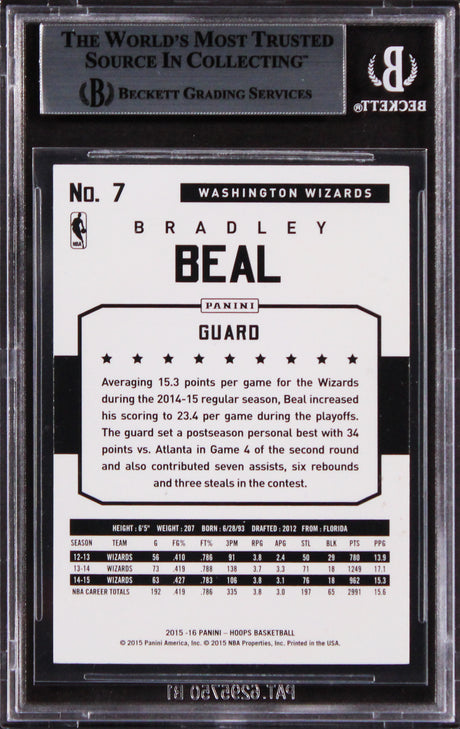 THE WORLD'S MOST TRUSTED
SOURCE IN COLLECTING™
B BECKETT GRADING SERVICES
B
BECKETT®
No. 7
WASHINGTON WIZARDS
NBA
BRADLEY
BEAL
PANINI
GUARD
Averaging 15.3 points per game for the Wizards
during the 2014-15 regular season, Beal increased
his scoring to 23.4 per game during the playoffs.
The guard set a postseason personal best with 34
points vs. Atlanta in Game 4 of the second round
and also contributed seven assists, six rebounds
and three steals in the contest.
HEIGHT: 6'5" WEIGHT: 207 BORN: 6/28/93 DRAFTED: 2012 FROM: FLORIDA
SEASON TEAM G FG% FT% 3PM RPG APG STL BLK PTS PPG
12-13 WIZARDS 56 .410 .786 91 3.8 2.4 50 29 780 13.9
13-14 WIZARDS 73 .419 .788 138 3.7 3.3 71 18 1249 17.1
14-15 WIZARDS 63 .427 .783 106 3.8 3.1 76 18 962 15.3
NBA CAREER TOTALS 192 .419 .786 335 3.8 3.0 197 65 2991 15.6
2015-16 PANINI – HOOPS BASKETBALL
© 2015 Panini America, Inc. © 2015 NBA Properties, Inc. Printed in the USA.
PAT. 6295750 B1